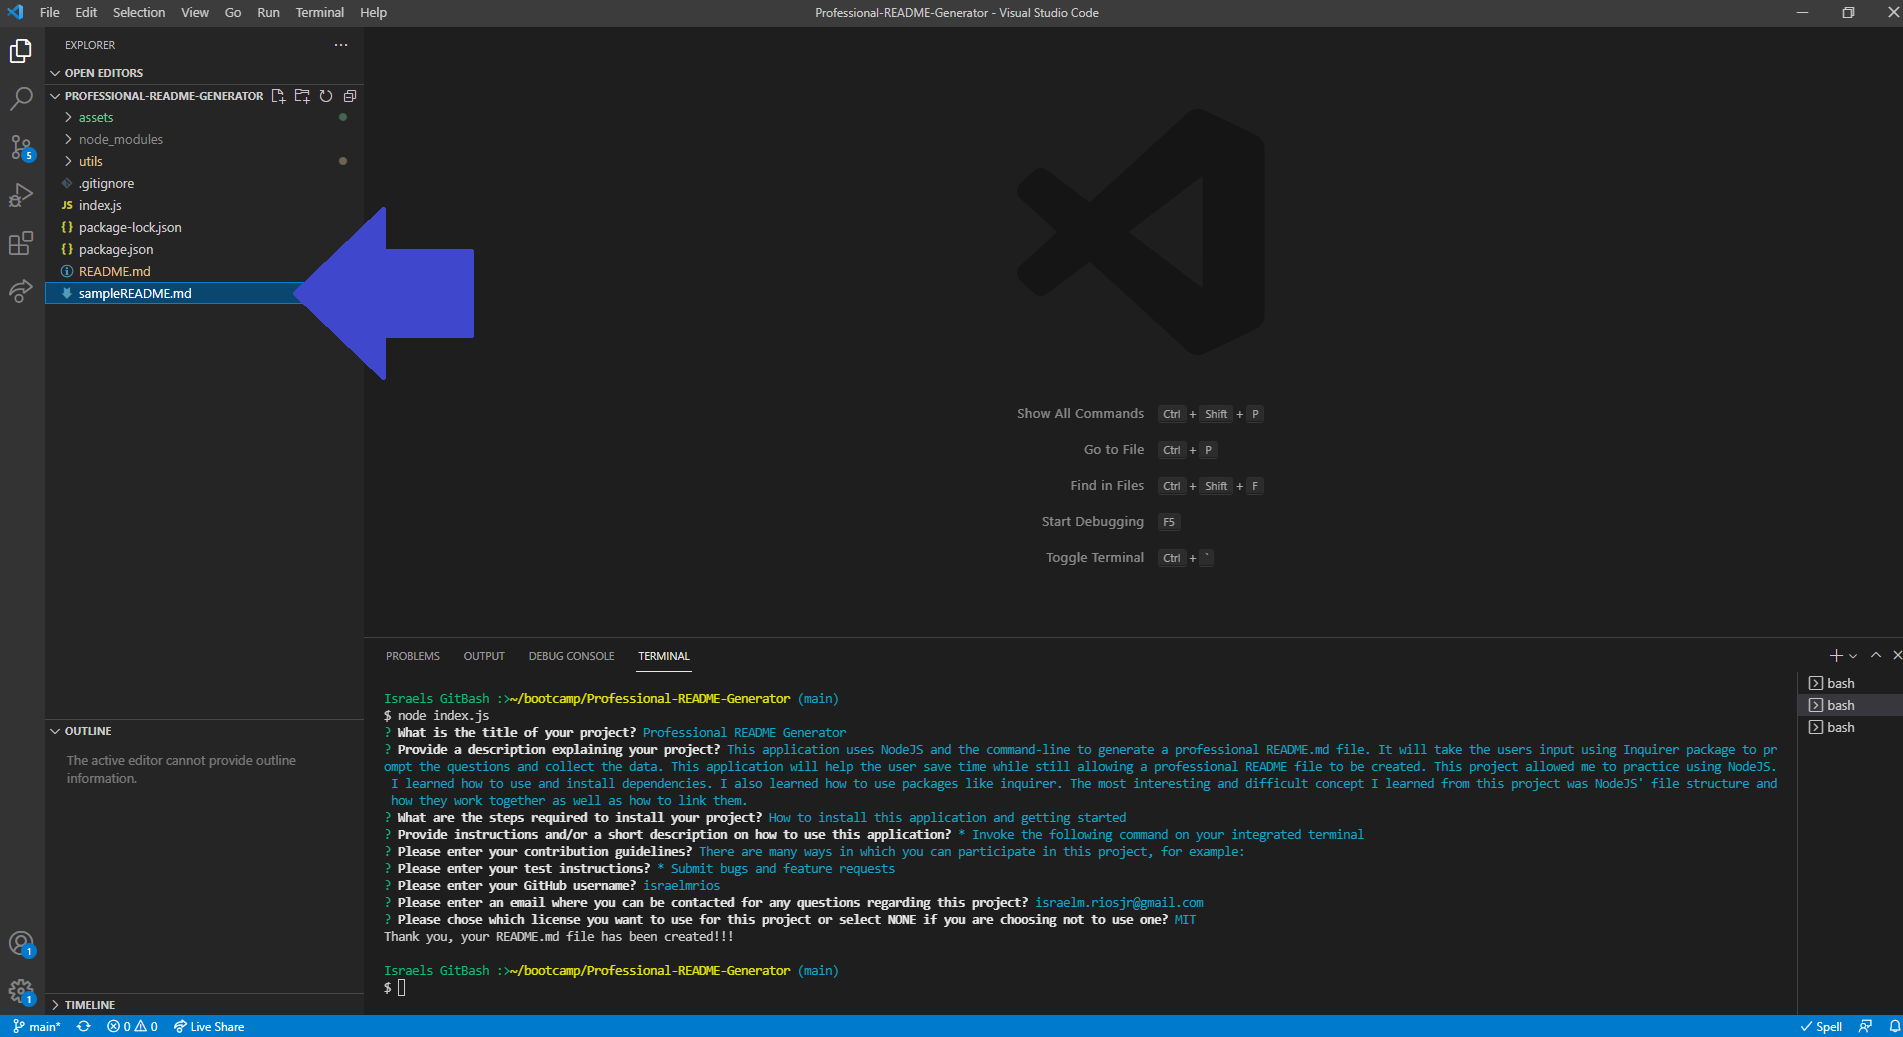 File Edit Selection View Go Run Terminal Help
Professional-README-Generator - Visual Studio Code
EXPLORER
OPEN EDITORS
PROFESSIONAL-README-GENERATOR
assets
node_modules
utils
.gitignore
JS index.js
{} package-lock.json
{} package.json
README.md
sampleREADME.md
5
Show All Commands Ctrl + Shift + P
Go to File Ctrl + P
Find in Files Ctrl + Shift + F
Start Debugging F5
Toggle Terminal Ctrl + `
OUTLINE
The active editor cannot provide outline
information.
TIMELINE
1
1
PROBLEMS OUTPUT DEBUG CONSOLE TERMINAL
bash
bash
bash
Israels GitBash :>~/bootcamp/Professional-README-Generator (main)
$ node index.js
? What is the title of your project? Professional README Generator
? Provide a description explaining your project? This application uses NodeJS and the command-line to generate a professional README.md file. It will take the users input using Inquirer package to pr
ompt the questions and collect the data. This application will help the user save time while still allowing a professional README file to be created. This project allowed me to practice using NodeJS.
I learned how to use and install dependencies. I also learned how to use packages like inquirer. The most interesting and difficult concept I learned from this project was NodeJS' file structure and
how they work together as well as how to link them.
? What are the steps required to install your project? How to install this application and getting started
? Provide instructions and/or a short description on how to use this application? * Invoke the following command on your integrated terminal
? Please enter your contribution guidelines? There are many ways in which you can participate in this project, for example:
? Please enter your test instructions? * Submit bugs and feature requests
? Please enter your GitHub username? israelmrios
? Please enter an email where you can be contacted for any questions regarding this project? israelm.riosjr@gmail.com
? Please chose which license you want to use for this project or select NONE if you are choosing not to use one? MIT
Thank you, your README.md file has been created!!!
Israels GitBash :>~/bootcamp/Professional-README-Generator (main)
$
main* 0 0 Live Share
Spell